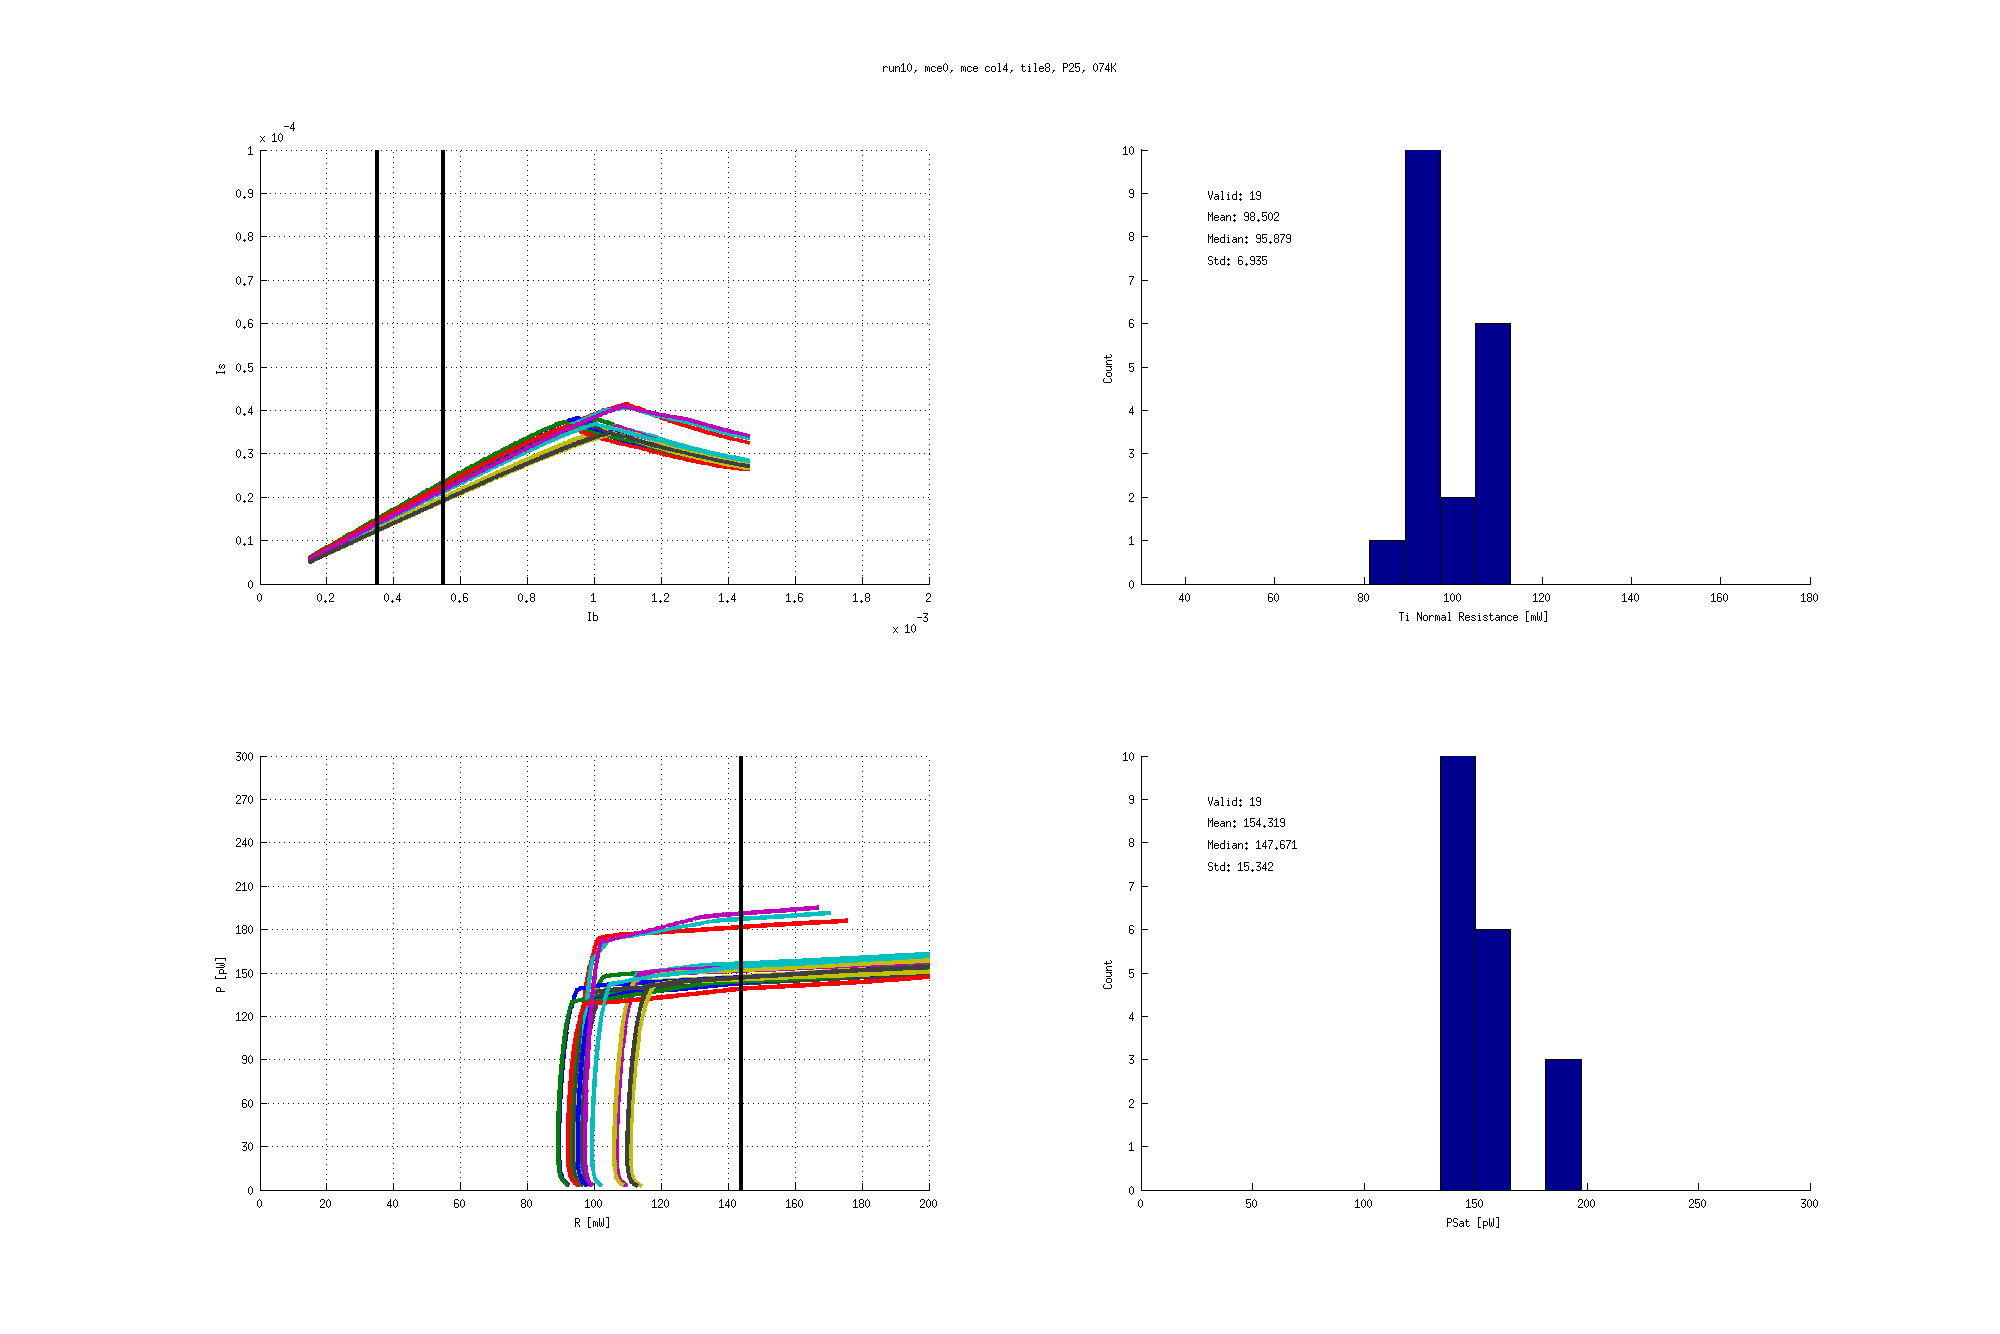 run10, mce0, mce col4, tile8, P25, 074K
x 10^-4
1
0.9
0.8
0.7
0.6
0.5
0.4
0.3
0.2
0.1
0
Is
0 0.2 0.4 0.6 0.8 1 1.2 1.4 1.6 1.8 2
Ib
x 10^-3
10
9
8
7
6
5
4
3
2
1
0
Count
Valid: 19
Mean: 98.502
Median: 95.879
Std: 6.935
40 60 80 100 120 140 160 180
Ti Normal Resistance [mW]
300
270
240
210
180
150
120
90
60
30
0
P [pW]
0 20 40 60 80 100 120 140 160 180 200
R [mW]
10
9
8
7
6
5
4
3
2
1
0
Count
Valid: 19
Mean: 154.319
Median: 147.671
Std: 15.342
0 50 100 150 200 250 300
PSat [pW]